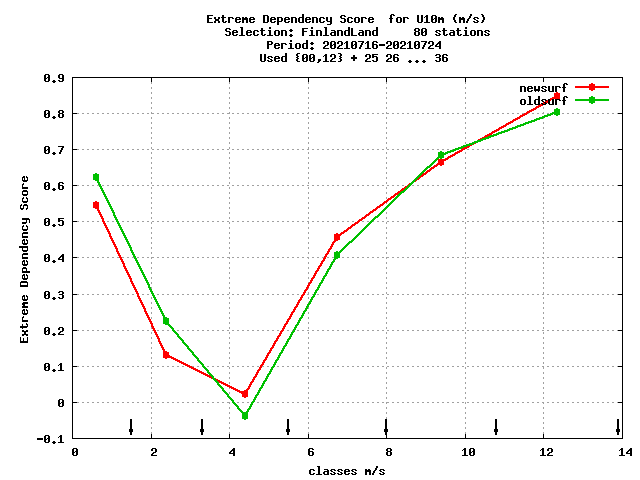 Extreme Dependency Score  for U10m (m/s)
Selection: FinlandLand     80 stations
Period: 20210716-20210724
Used {00,12} + 25 26 ... 36
newsurf
oldsurf
Extreme Dependency Score
0.9
0.8
0.7
0.6
0.5
0.4
0.3
0.2
0.1
0
-0.1
0 2 4 6 8 10 12 14
classes m/s